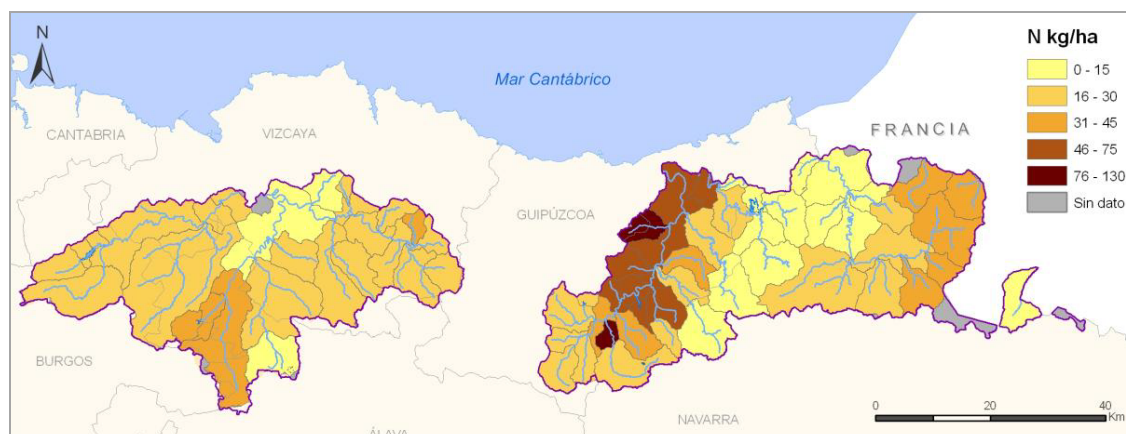 N
Mar Cantábrico
CANTABRIA
VIZCAYA
FRANCIA
GUIPÚZCOA
BURGOS
ÁLAVA
NAVARRA
N kg/ha
0 - 15
16 - 30
31 - 45
46 - 75
76 - 130
Sin dato
0 20 40
Km